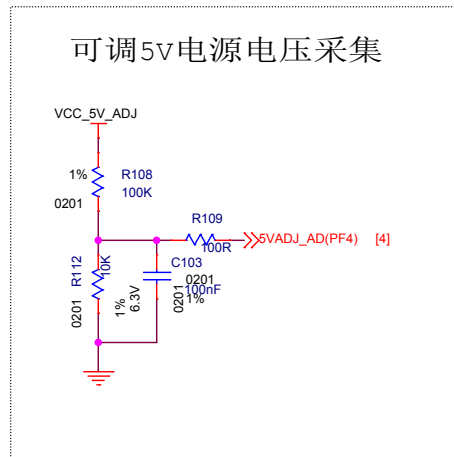 可调5V电源电压采集
VCC_5V_ADJ
1%
R108
100K
0201
R109
100R
5VADJ_AD(PF4) [4]
R112
10K
C103
0201
100nF
1%
0201
1%
6.3V
0201